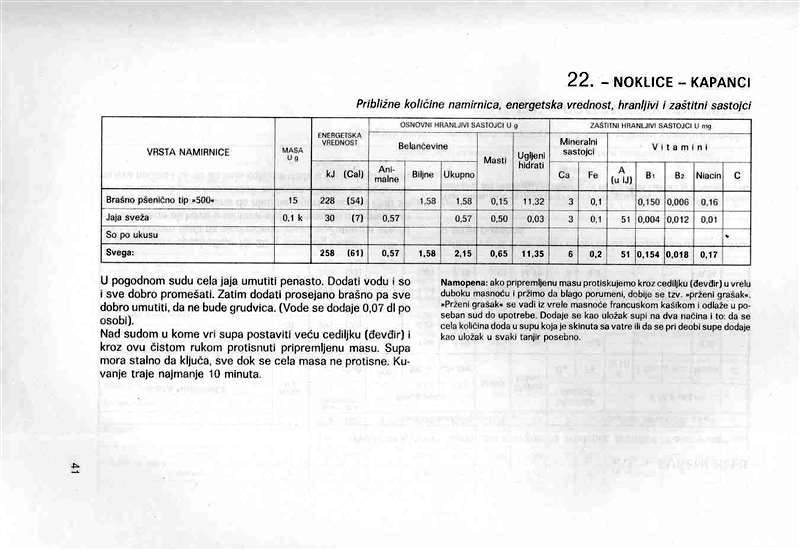 22. – NOKLICE – KAPANCI
Približne količine namirnica, energetska vrednost, hranljivi i zaštitni sastojci
VRSTA NAMIRNICE MASA U g ENERGETSKA VREDNOST kJ (Cal) OSNOVNI HRANLJIVI SASTOJCI U g Belančevine Animalne Biljne Ukupno Masti Ugljeni hidrati ZAŠTITNI HRANLJIVI SASTOJCI U mg Mineralni sastojci Ca Fe Vitamini A (u IJ) B1 B2 Niacin C
Brašno pšenično tip »500« 15 228 (54) 1,58 1,58 0,15 11,32 3 0,1 0,150 0,006 0,16
Jaja sveža 0,1 k 30 (7) 0,57 0,57 0,50 0,03 3 0,1 51 0,004 0,012 0,01
So po ukusu
Svega: 258 (61) 0,57 1,58 2,15 0,65 11,35 6 0,2 51 0,154 0,018 0,17
U pogodnom sudu cela jaja umutiti penasto. Dodati vodu i so
i sve dobro promešati. Zatim dodati prosejano brašno pa sve
dobro umutiti, da ne bude grudvica. (Vode se dodaje 0,07 dl po
osobi).
Nad sudom u kome vri supa postaviti veću cediljku (đevđir) i
kroz ovu čistom rukom protisnuti pripremljenu masu. Supa
mora stalno da ključa, sve dok se cela masa ne protisne. Ku-
vanje traje najmanje 10 minuta.
Napomena: ako pripremljenu masu protiskujemo kroz cediljku (đevđir) u vrelu
duboku masnoću i pržimo da blago porumeni, dobije se tzv. »prženi grašak«.
»Prženi grašak« se vadi iz vrele masnoće francuskom kašikom i odlaže u po-
seban sud do upotrebe. Dodaje se kao uložak supi na dva načina i to: da se
cela količina doda u supu koja je skinuta sa vatre ili da se pri deobi supe dodaje
kao uložak u svaki tanjir posebno.
41